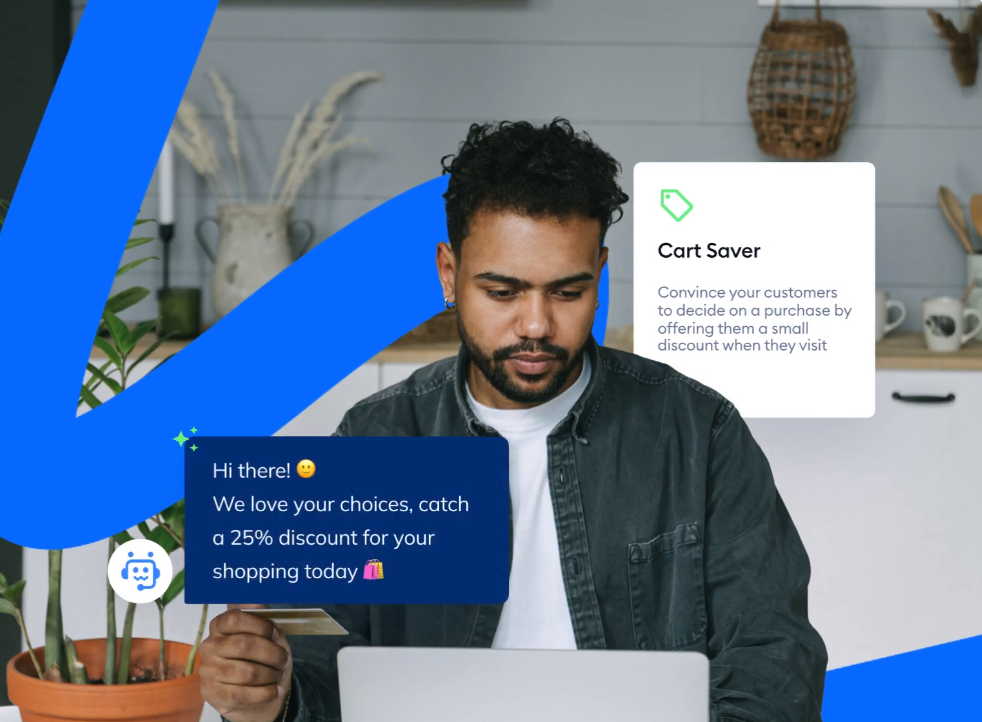 Cart Saver
Convince your customers
to decide on a purchase by
offering them a small
discount when they visit
Hi there! 🙂
We love your choices, catch
a 25% discount for your
shopping today 🛍️